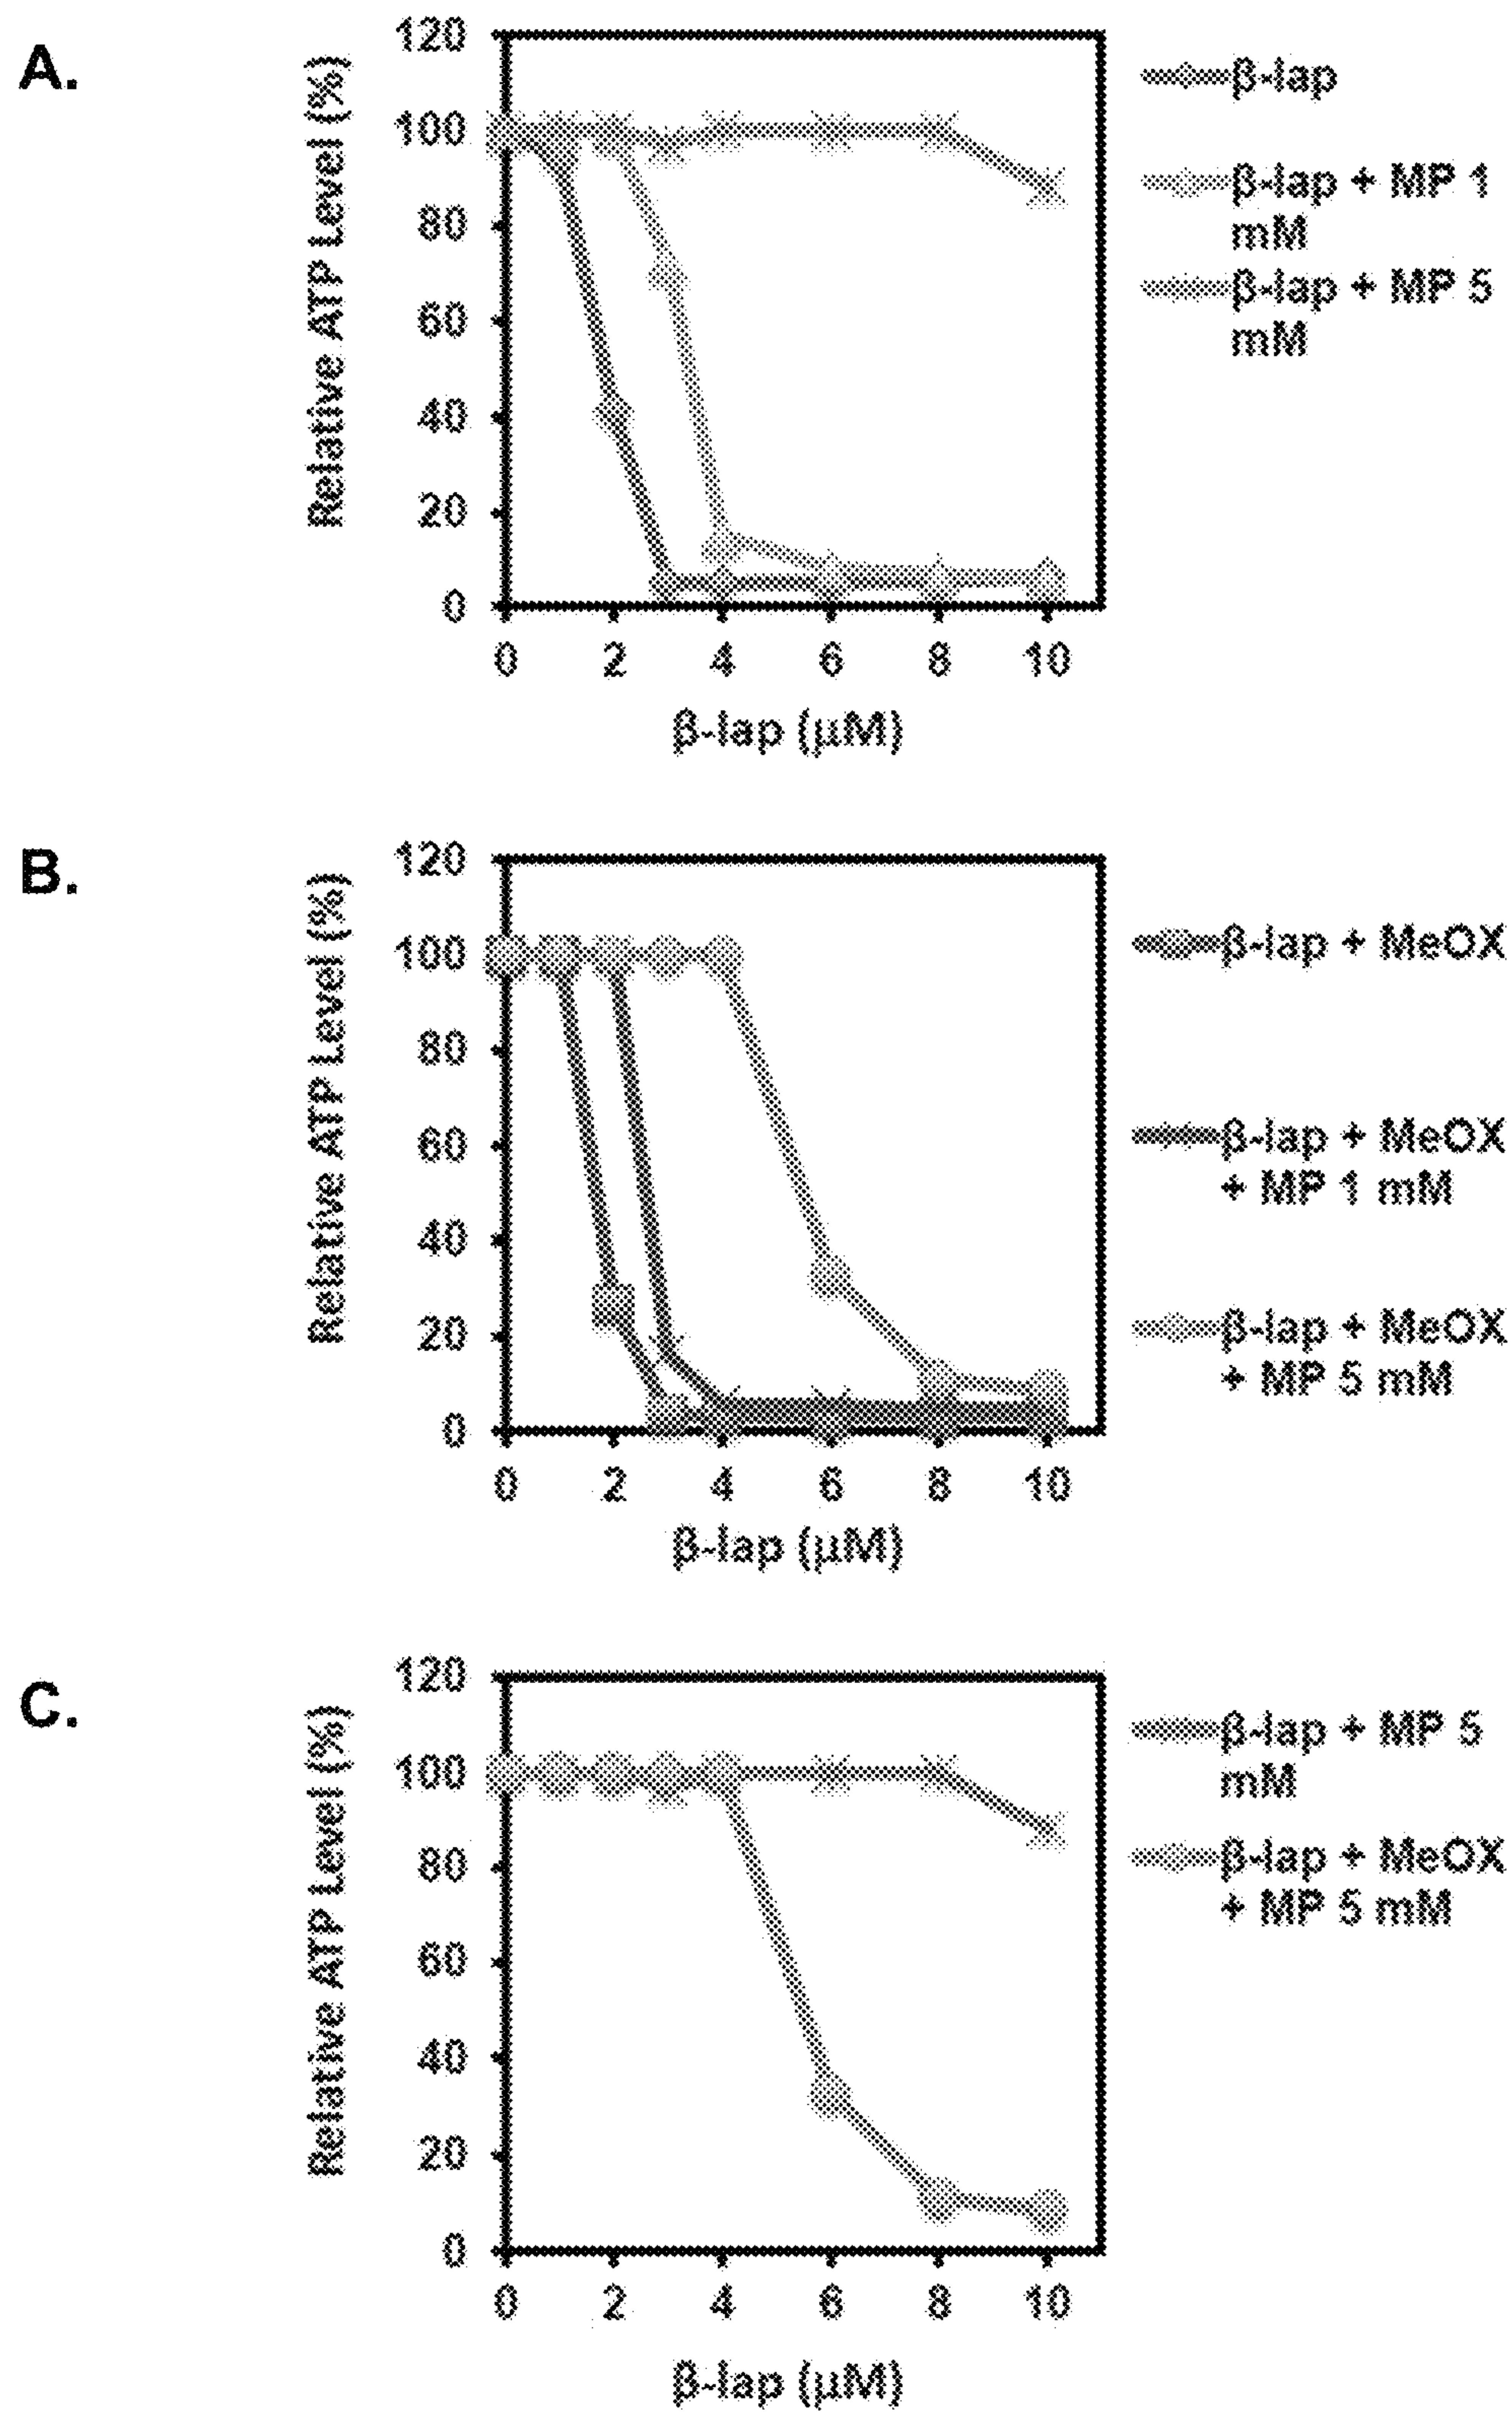 A.
Relative ATP Level (%)
120
100
80
60
40
20
0
0 2 4 6 8 10
β-lap (μM)
β-lap
β-lap + MP 1
mM
β-lap + MP 5
mM
B.
Relative ATP Level (%)
120
100
80
60
40
20
0
0 2 4 6 8 10
β-lap (μM)
β-lap + MeOX
β-lap + MeOX
+ MP 1 mM
β-lap + MeOX
+ MP 5 mM
C.
Relative ATP Level (%)
120
100
80
60
40
20
0
0 2 4 6 8 10
β-lap (μM)
β-lap + MP 5
mM
β-lap + MeOX
+ MP 5 mM